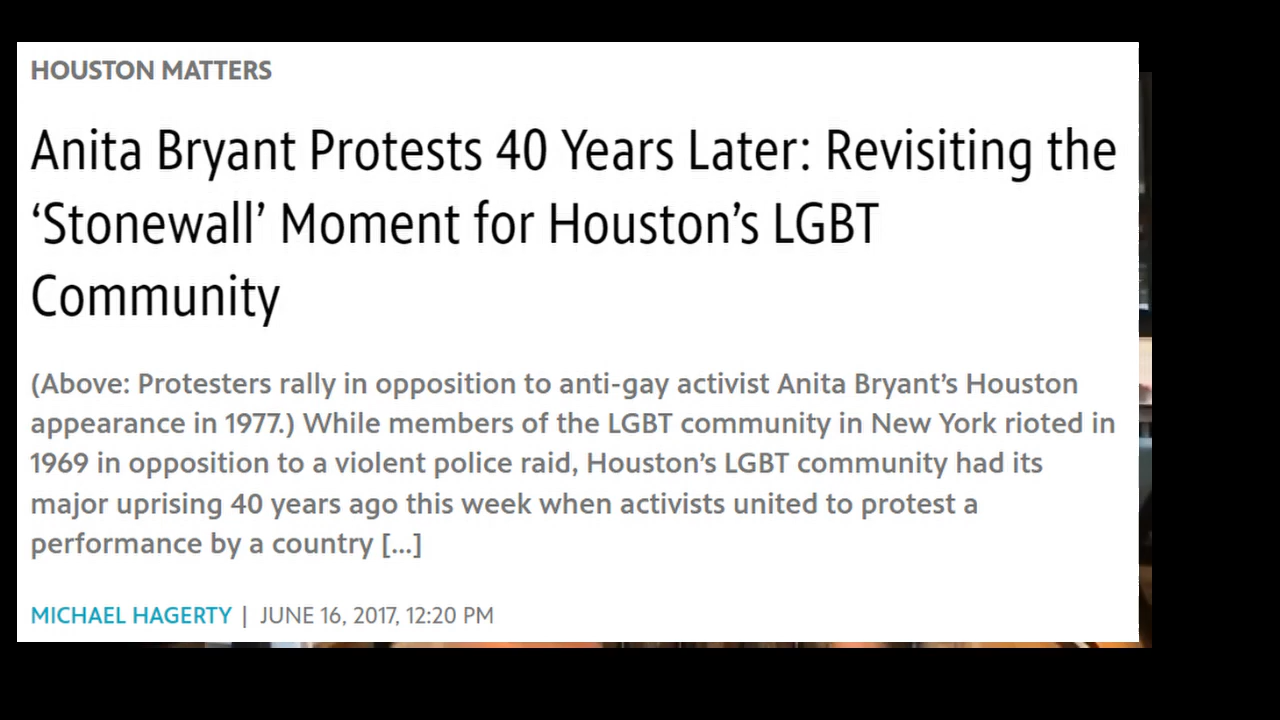 HOUSTON MATTERS
Anita Bryant Protests 40 Years Later: Revisiting the
‘Stonewall’ Moment for Houston’s LGBT
Community
(Above: Protesters rally in opposition to anti-gay activist Anita Bryant’s Houston
appearance in 1977.) While members of the LGBT community in New York rioted in
1969 in opposition to a violent police raid, Houston’s LGBT community had its
major uprising 40 years ago this week when activists united to protest a
performance by a country [...]
MICHAEL HAGERTY | JUNE 16, 2017, 12:20 PM